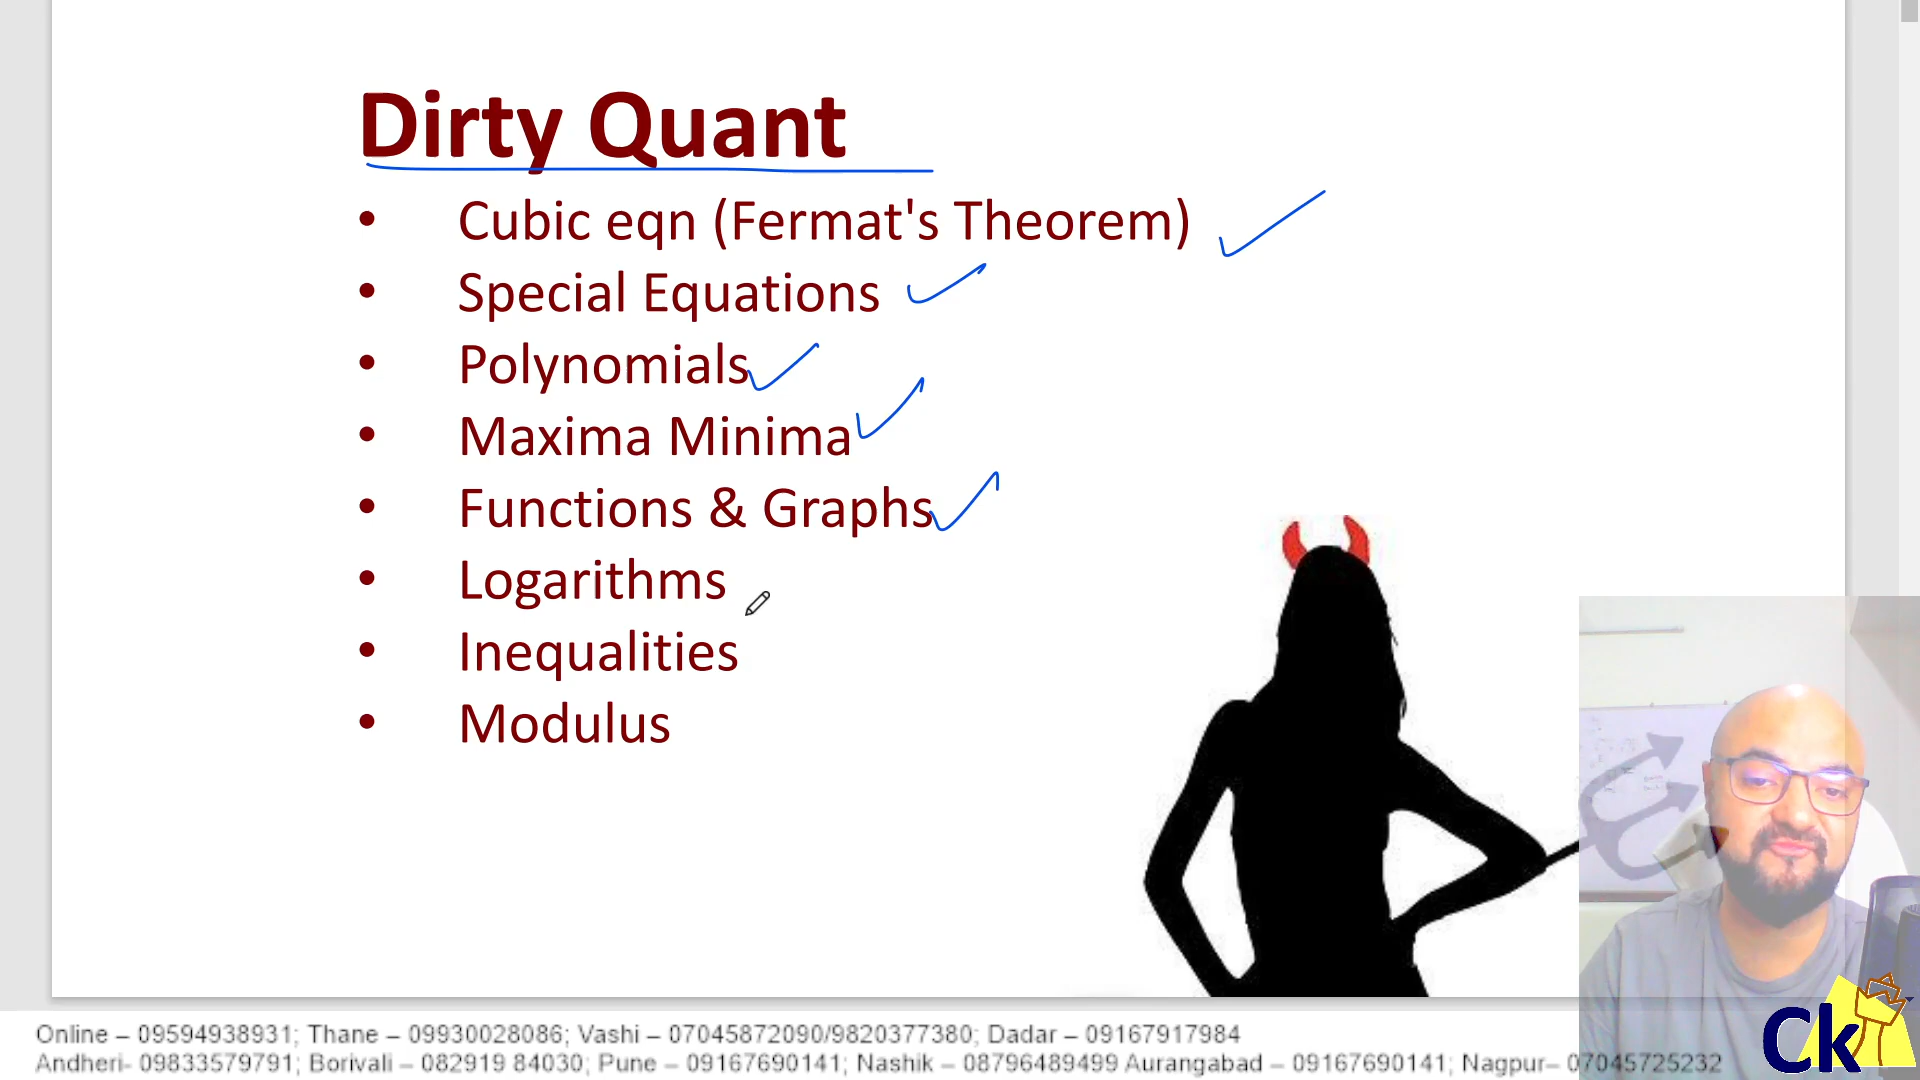 Dirty Quant
• Cubic eqn (Fermat's Theorem)
• Special Equations
• Polynomials
• Maxima Minima
• Functions & Graphs
• Logarithms
• Inequalities
• Modulus
Online – 09594938931; Thane – 09930028086; Vashi – 07045872090/9820377380; Dadar – 09167917984
Andheri- 09833579791; Borivali – 082919 84030; Pune – 09167690141; Nashik – 08796489499 Aurangabad – 09167690141; Nagpur– 07045725232
Ck